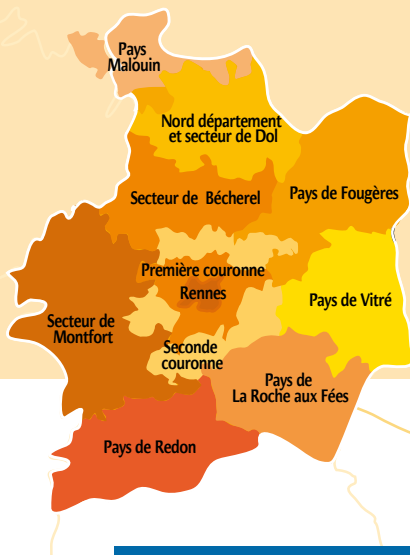 Pays
Malouin
Nord département
et secteur de Dol
Secteur de Bécherel
Pays de Fougères
Première couronne
Rennes
Pays de Vitré
Secteur de
Montfort
Seconde
couronne
Pays de
La Roche aux Fées
Pays de Redon